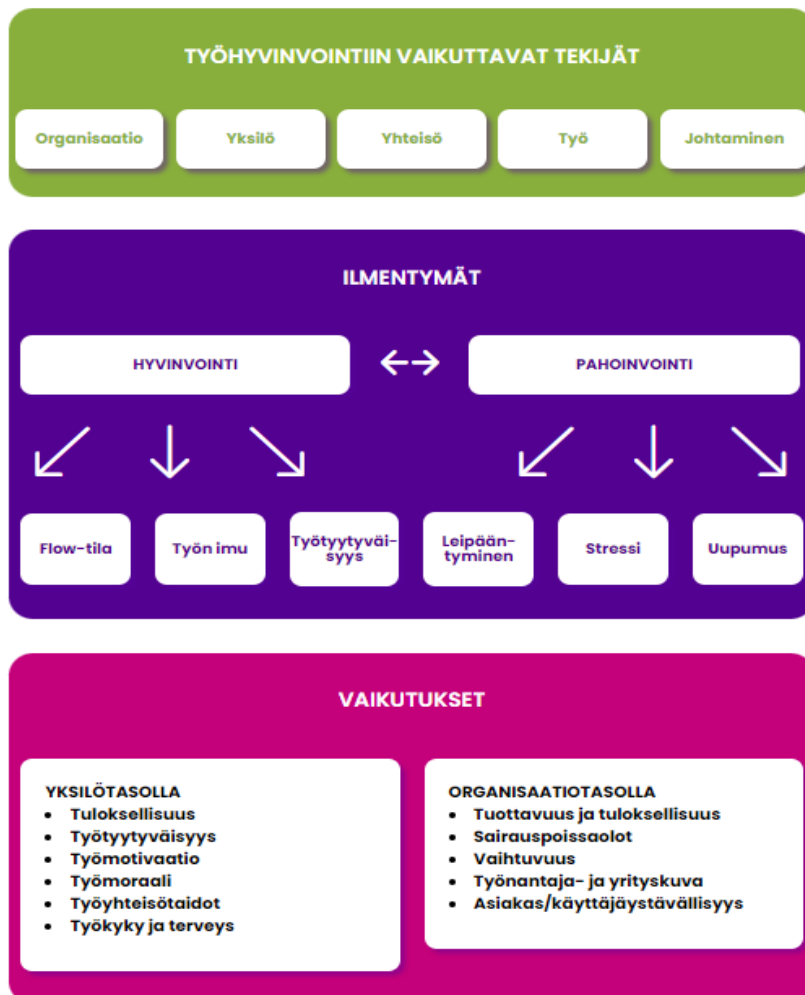 TYÖHYVINVOINTIIN VAIKUTTAVAT TEKIJÄT
Organisaatio
Yksilö
Yhteisö
Työ
Johtaminen
ILMENTYMÄT
HYVINVOINTI
PAHOINVOINTI
Flow-tila
Työn imu
Työtyytyväi-
syys
Leipään-
tyminen
Stressi
Uupumus
VAIKUTUKSET
YKSILÖTASOLLA
• Tuloksellisuus
• Työtyytyväisyys
• Työmotivaatio
• Työmoraali
• Työyhteisötaidot
• Työkyky ja terveys
ORGANISAATIOTASOLLA
• Tuottavuus ja tuloksellisuus
• Sairauspoissaolot
• Vaihtuvuus
• Työnantaja- ja yrityskuva
• Asiakas/käyttäjäystävällisyys